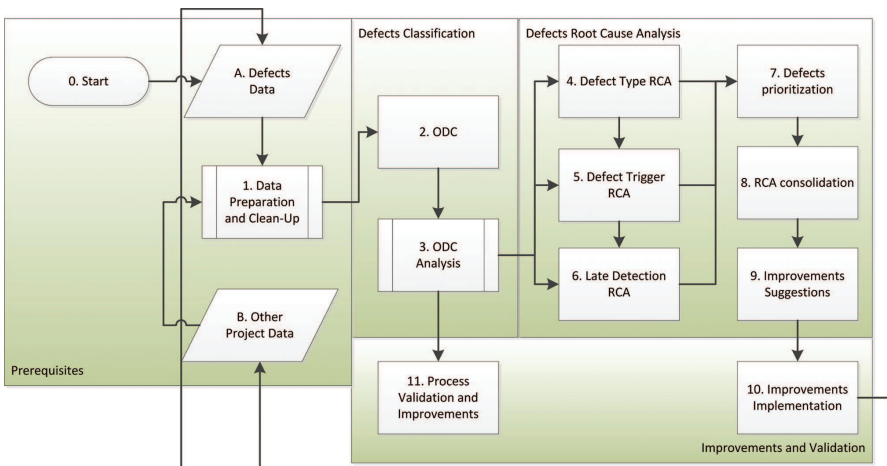 Defects Classification
Defects Root Cause Analysis
0. Start
A. Defects
Data
4. Defect Type RCA
7. Defects
prioritization
2. ODC
1. Data
Preparation
and Clean-Up
5. Defect Trigger
RCA
8. RCA consolidation
3. ODC
Analysis
6. Late Detection
RCA
9. Improvements
Suggestions
B. Other
Project Data
Prerequisites
11. Process
Validation and
Improvements
10. Improvements
Implementation
Improvements and Validation